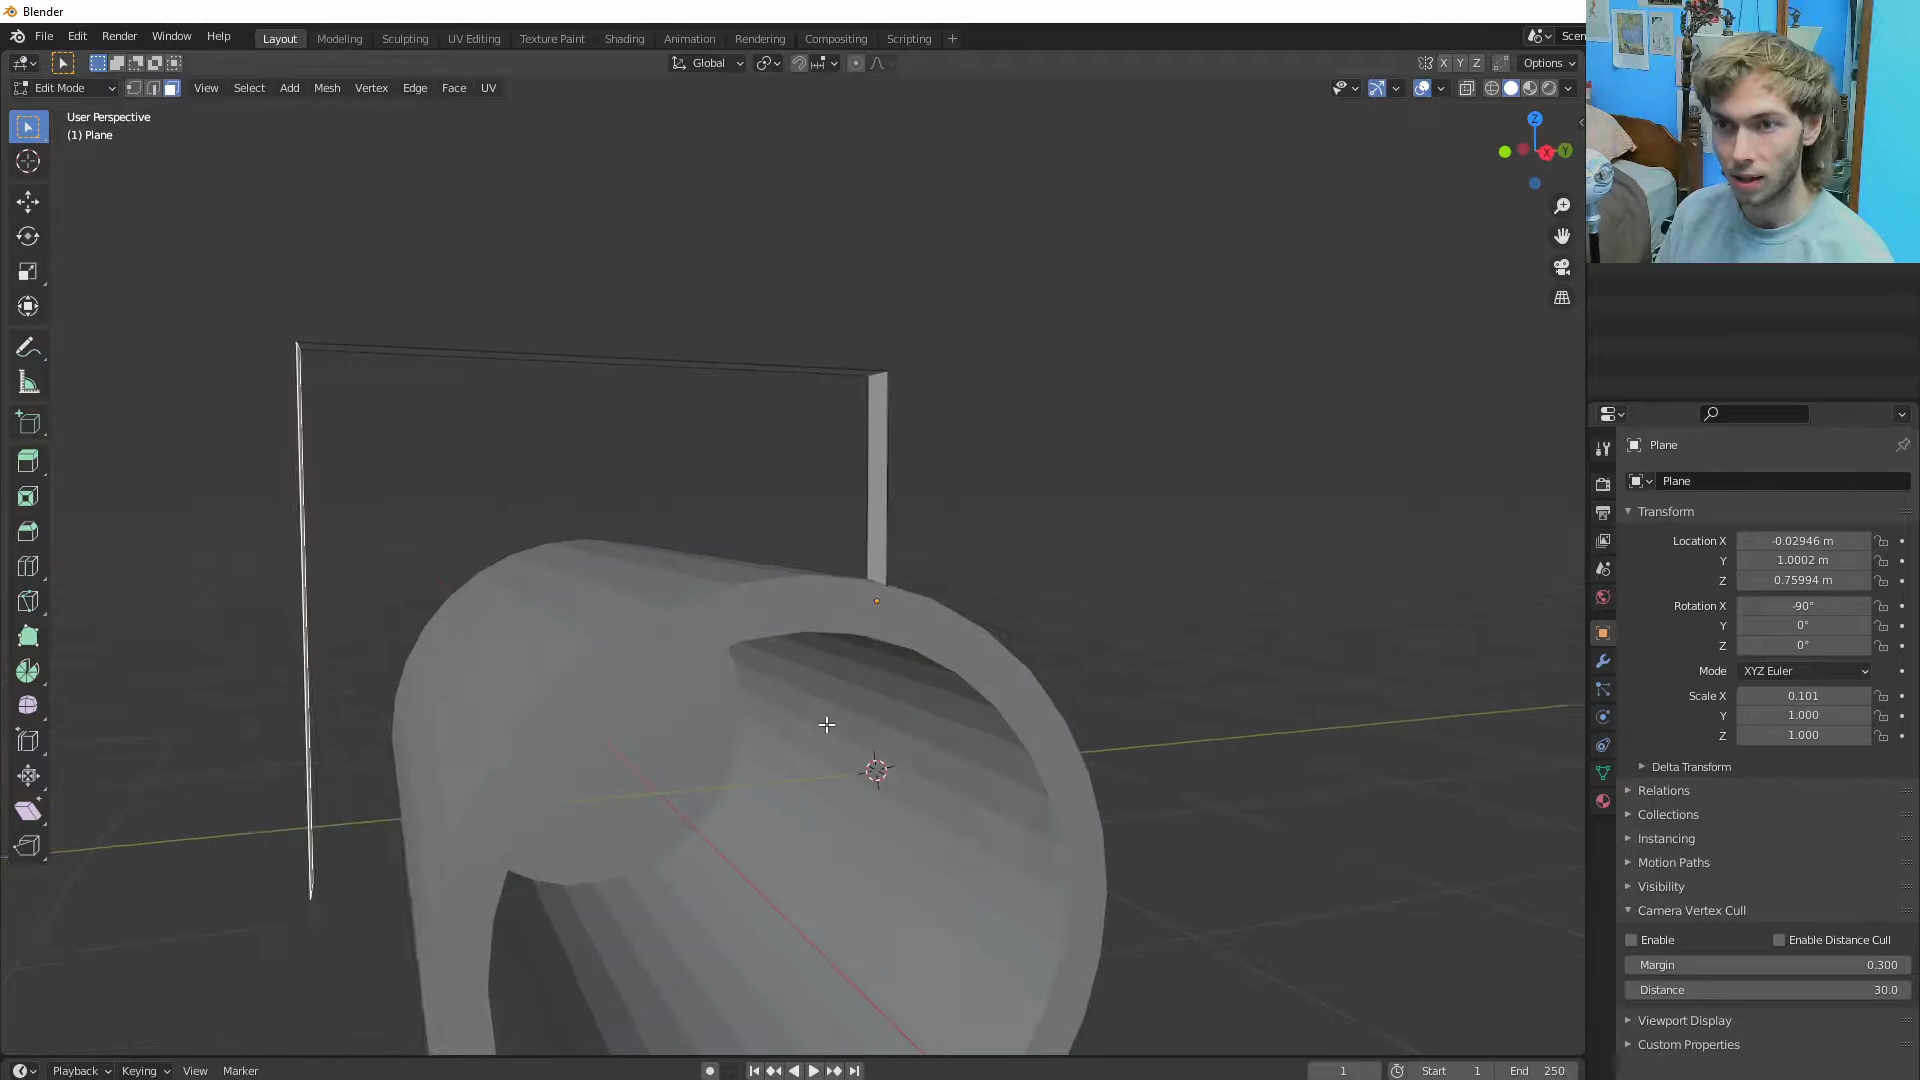 Blender
File Edit Render Window Help Layout Modeling Sculpting UV Editing Texture Paint Shading Animation Rendering Compositing Scripting + Scen
Global X Y Z Options
Edit Mode View Select Add Mesh Vertex Edge Face UV
User Perspective
(1) Plane
Z
X Y
Plane
Plane
Transform
Location X -0.02946 m
Y 1.0002 m
Z 0.75994 m
Rotation X -90°
Y 0°
Z 0°
Mode XYZ Euler
Scale X 0.101
Y 1.000
Z 1.000
Delta Transform
Relations
Collections
Instancing
Motion Paths
Visibility
Camera Vertex Cull
Enable Enable Distance Cull
Margin 0.300
Distance 30.0
Viewport Display
Custom Properties
Playback Keying View Marker 1 Start 1 End 250